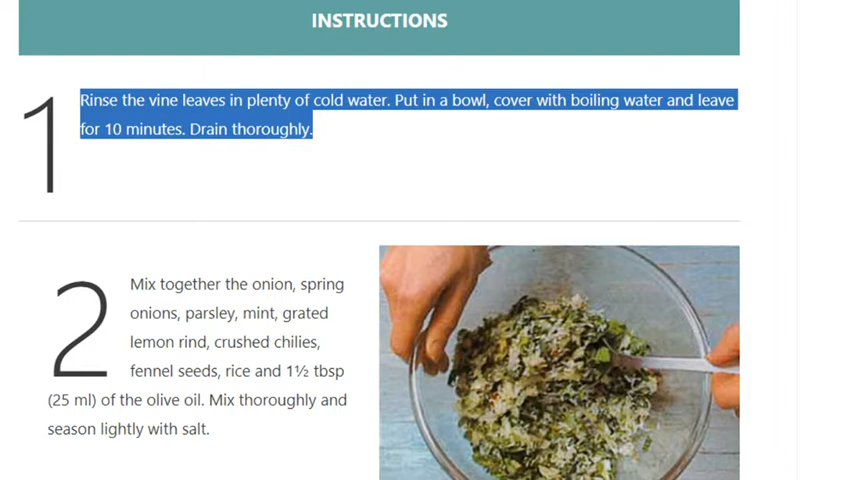 INSTRUCTIONS
1
Rinse the vine leaves in plenty of cold water. Put in a bowl, cover with boiling water and leave
for 10 minutes. Drain thoroughly.
2
Mix together the onion, spring
onions, parsley, mint, grated
lemon rind, crushed chilies,
fennel seeds, rice and 1½ tbsp
(25 ml) of the olive oil. Mix thoroughly and
season lightly with salt.